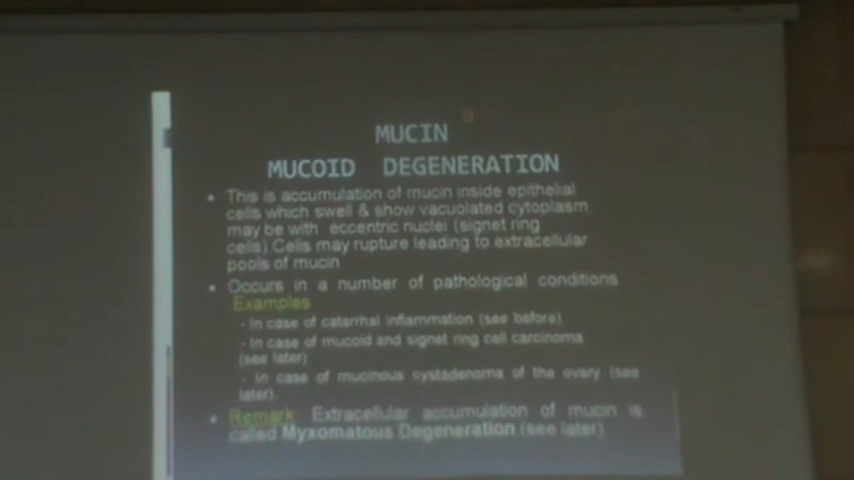 MUCIN
MUCOID DEGENERATION
• This is accumulation of mucin inside epithelial
cells which swell & show vacuolated cytoplasm,
may be with eccentric nuclei (signet ring
cells) Cells may rupture leading to extracellular
pools of mucin
• Occurs in a number of pathological conditions
.Examples
- In case of catarrhal inflammation (see before).
- In case of mucoid and signet ring cell carcinoma
(see later).
- In case of mucinous cystadenoma of the ovary (see
later).
• Remark: Extracellular accumulation of mucin is
called Myxomatous Degeneration (see later)